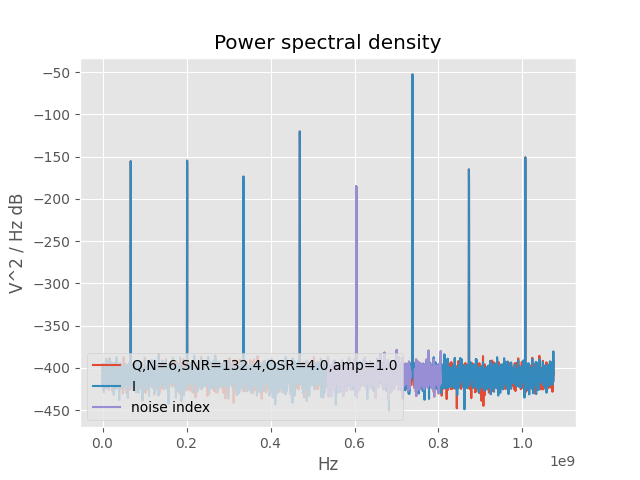 Power spectral density
V^2 / Hz dB
−50
−100
−150
−200
−250
−300
−350
−400
−450
Q,N=6,SNR=132.4,OSR=4.0,amp=1.0
I
noise index
0.0 0.2 0.4 0.6 0.8 1.0
1e9
Hz